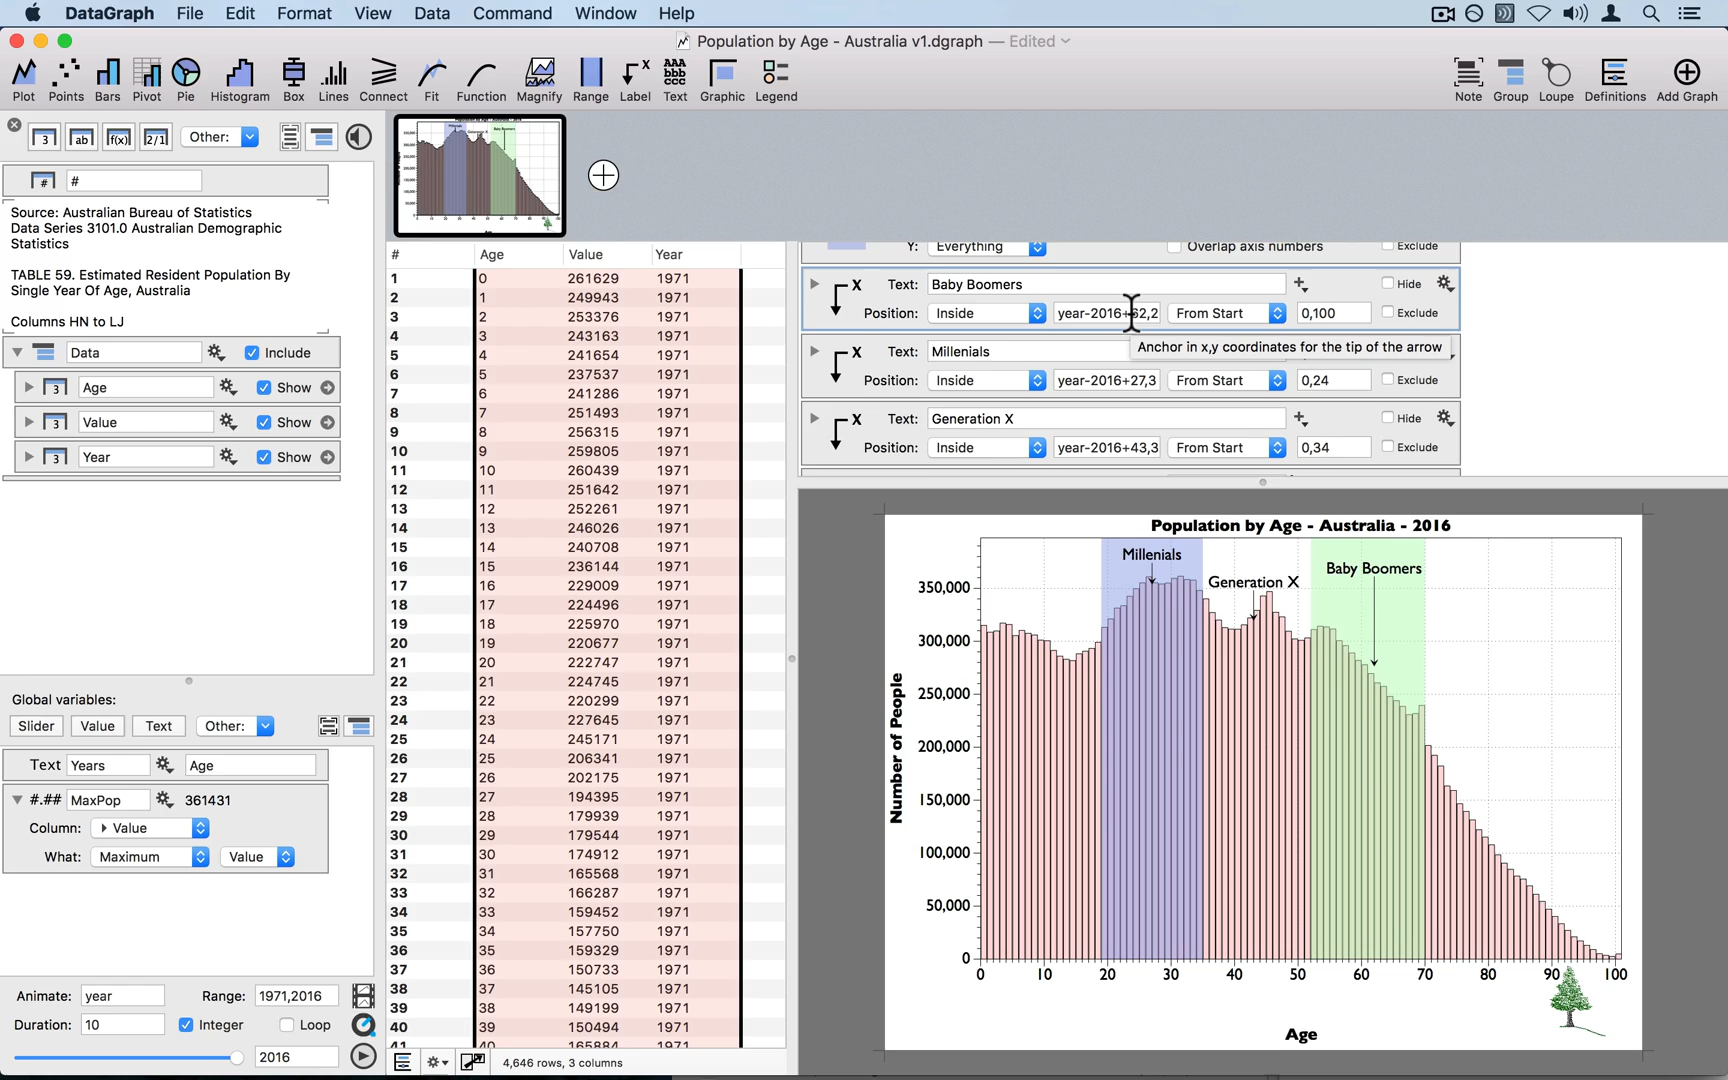 DataGraph File Edit Format View Data Command Window Help
Population by Age - Australia v1.dgraph — Edited
Plot Points Bars Pivot Pie Histogram Box Lines Connect Fit Function Magnify Range Label Text Graphic Legend Note Group Loupe Definitions Add Graph
3 ab f(x) 2/1 Other:
# #
Source: Australian Bureau of Statistics
Data Series 3101.0 Australian Demographic
Statistics
TABLE 59. Estimated Resident Population By
Single Year Of Age, Australia
Columns HN to LJ
Data Include
3 Age Show
3 Value Show
3 Year Show
Global variables:
Slider Value Text Other:
Text Years Age
#.## MaxPop 361431
Column: Value
What: Maximum Value
Animate: year Range: 1971,2016
Duration: 10 Integer Loop
2016
# Age Value Year
1 0 261629 1971
2 1 249943 1971
3 2 253376 1971
4 3 243163 1971
5 4 241654 1971
6 5 237537 1971
7 6 241286 1971
8 7 251493 1971
9 8 256315 1971
10 9 259805 1971
11 10 260439 1971
12 11 251642 1971
13 12 252261 1971
14 13 246026 1971
15 14 240708 1971
16 15 236144 1971
17 16 229009 1971
18 17 224496 1971
19 18 225970 1971
20 19 220677 1971
21 20 222747 1971
22 21 224745 1971
23 22 220299 1971
24 23 227645 1971
25 24 245171 1971
26 25 206341 1971
27 26 202175 1971
28 27 194395 1971
29 28 179939 1971
30 29 179544 1971
31 30 174912 1971
32 31 165568 1971
33 32 166287 1971
34 33 159452 1971
35 34 157750 1971
36 35 159329 1971
37 36 150733 1971
38 37 145105 1971
39 38 149199 1971
40 39 150494 1971
41 40 165884 1971
4,646 rows, 3 columns
Y: Everything Overlap axis numbers Exclude
X Text: Baby Boomers Hide
Position: Inside year-2016+62,2 From Start 0,100 Exclude
Anchor in x,y coordinates for the tip of the arrow
X Text: Millenials
Position: Inside year-2016+27,3 From Start 0,24 Exclude
X Text: Generation X Hide
Position: Inside year-2016+43,3 From Start 0,34 Exclude
Population by Age - Australia - 2016
Millenials
Generation X
Baby Boomers
Number of People
350,000
300,000
250,000
200,000
150,000
100,000
50,000
0
0 10 20 30 40 50 60 70 80 90 100
Age